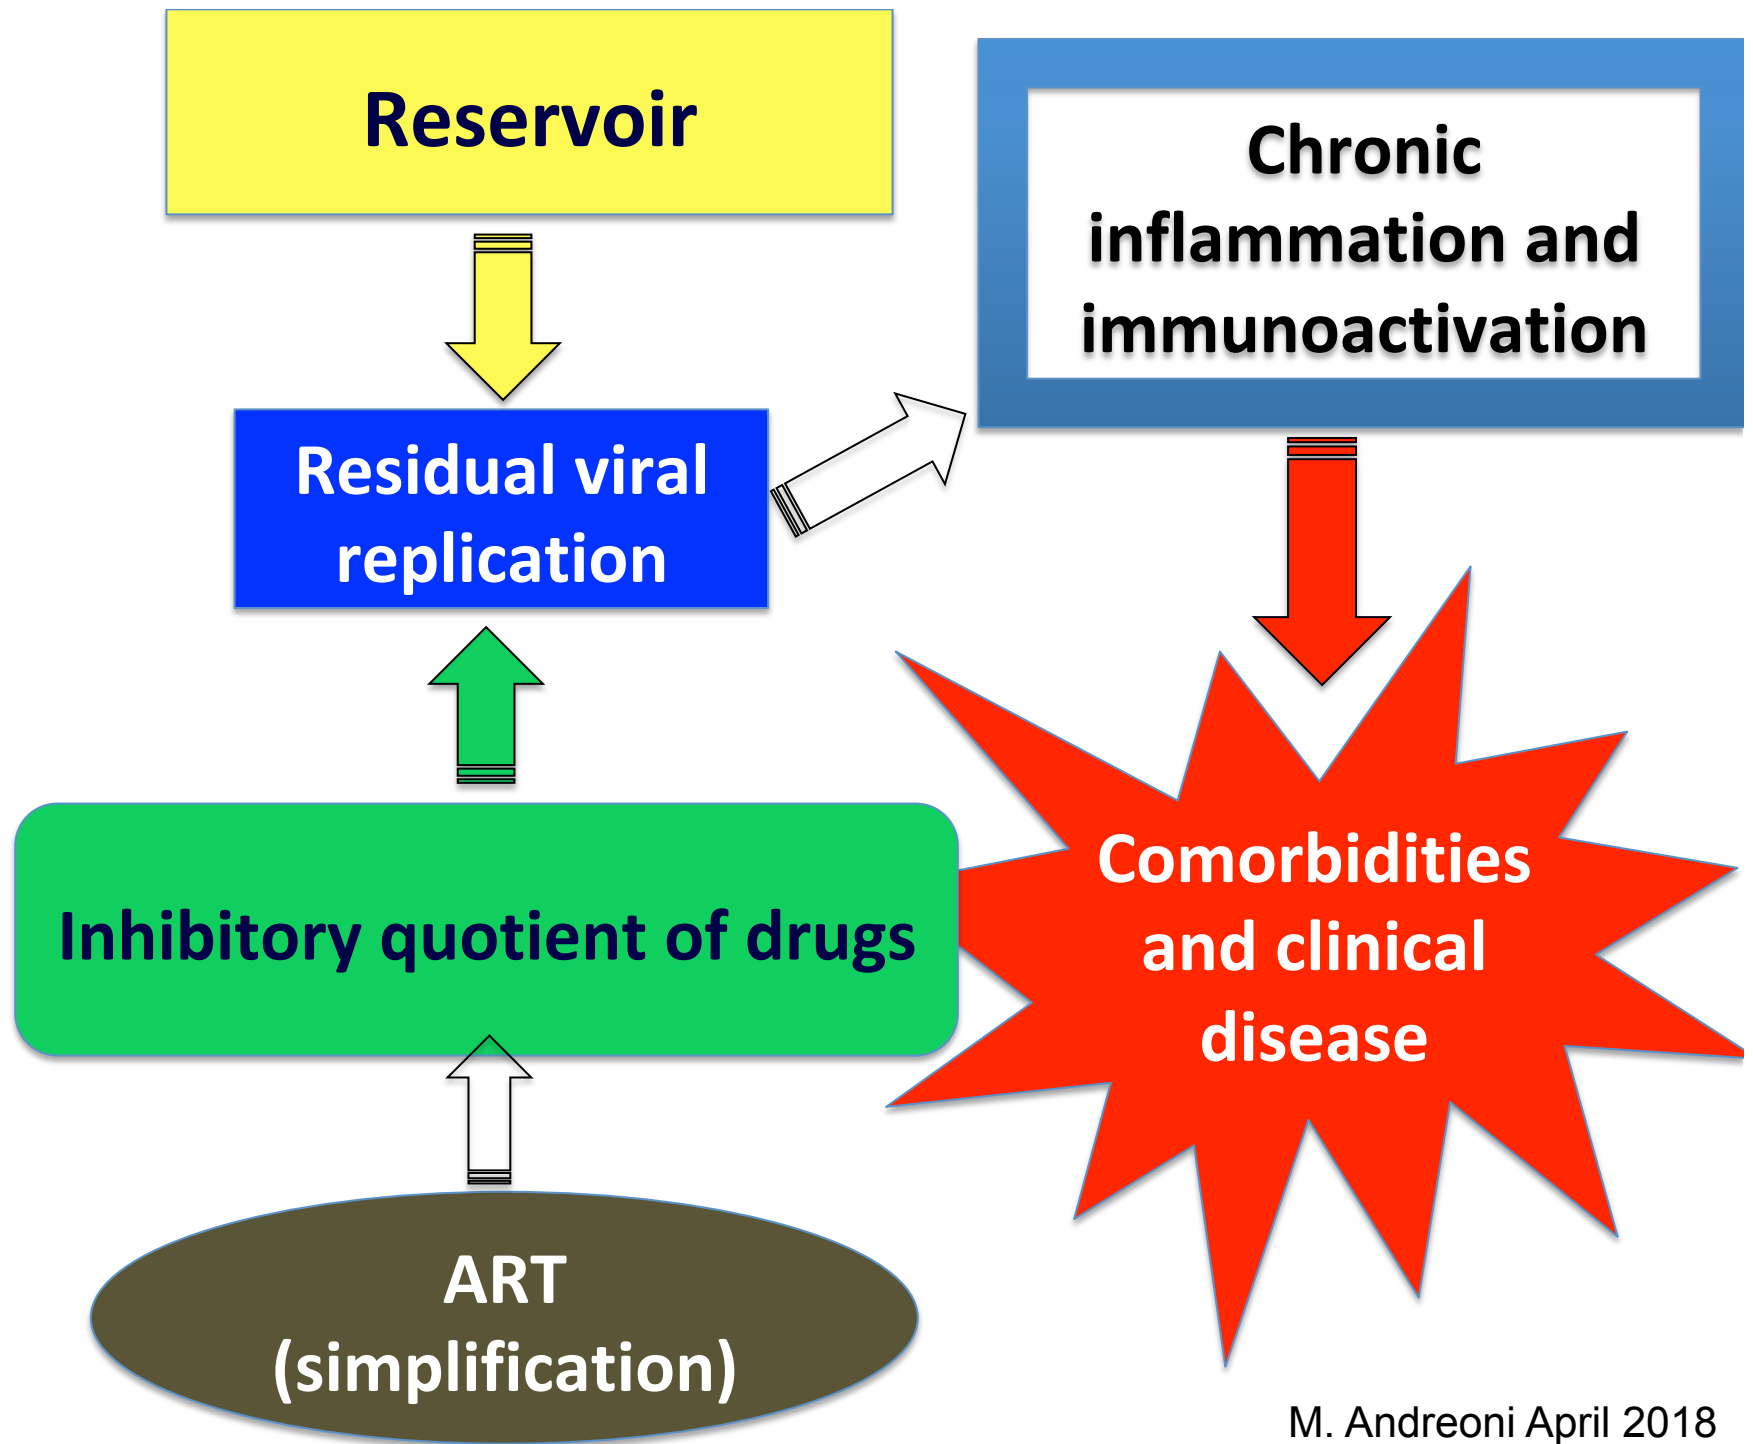 Reservoir
Chronic
inflammation and
immunoactivation
Residual viral
replication
Inhibitory quotient of drugs
Comorbidities
and clinical
disease
ART
(simplification)
M. Andreoni April 2018